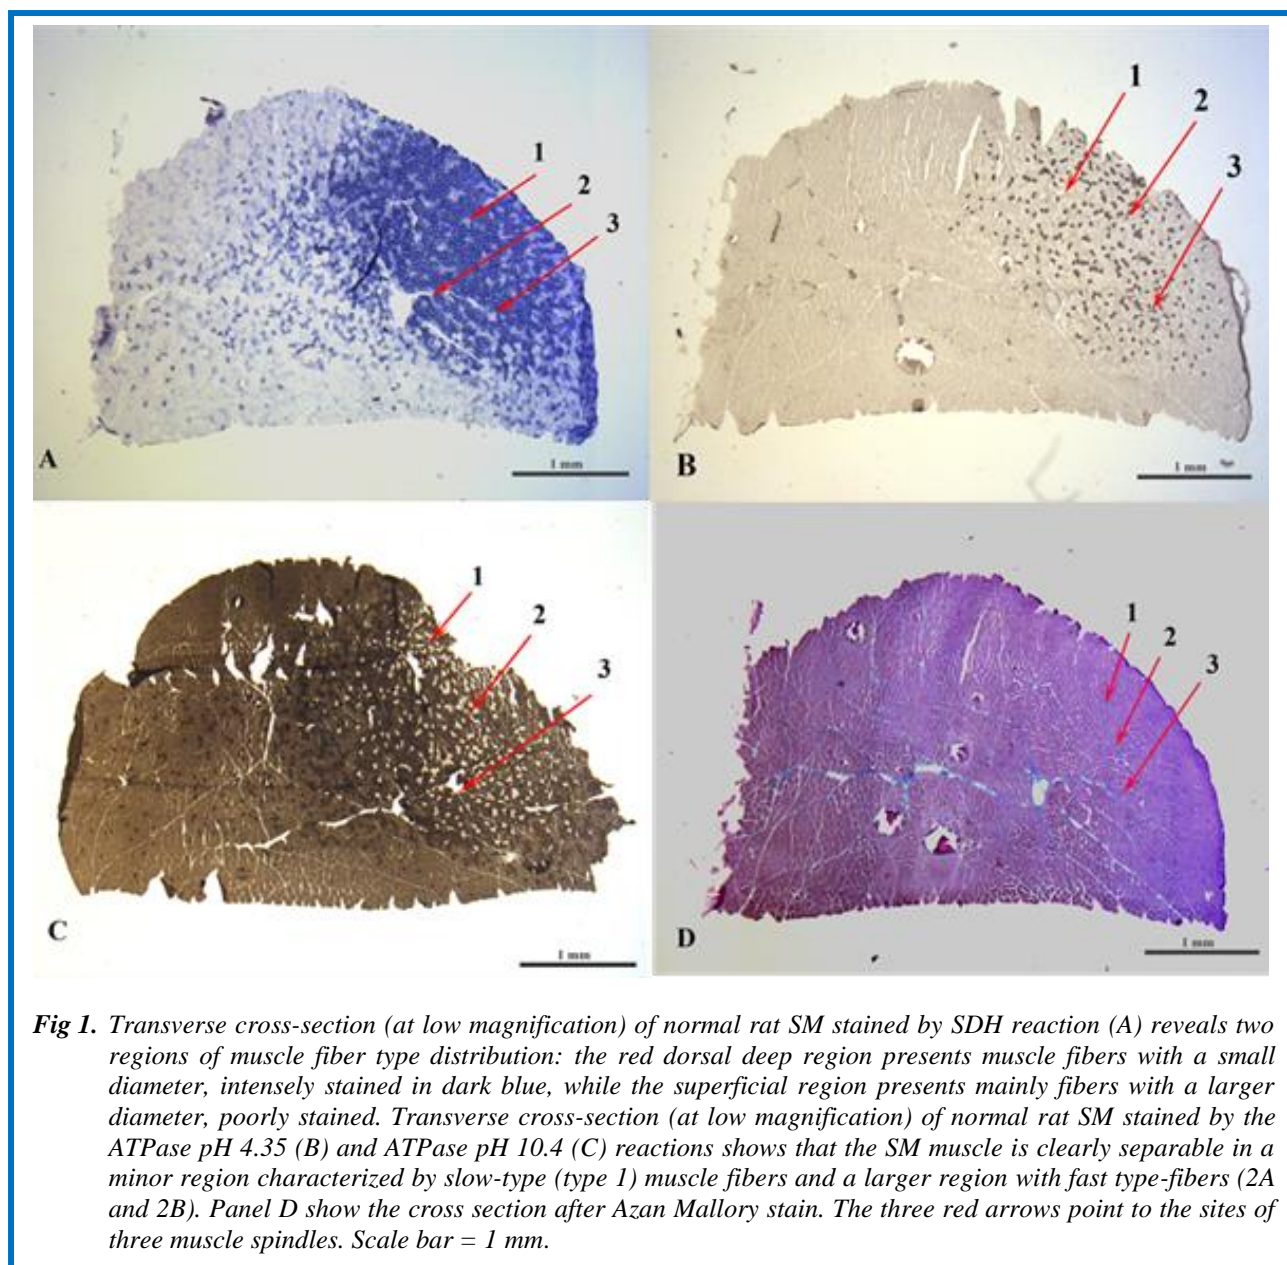 1
2
3
A
1 mm
1
2
3
B
1 mm
1
2
3
C
1 mm
1
2
3
D
1 mm
Fig 1. Transverse cross-section (at low magnification) of normal rat SM stained by SDH reaction (A) reveals two
regions of muscle fiber type distribution: the red dorsal deep region presents muscle fibers with a small
diameter, intensely stained in dark blue, while the superficial region presents mainly fibers with a larger
diameter, poorly stained. Transverse cross-section (at low magnification) of normal rat SM stained by the
ATPase pH 4.35 (B) and ATPase pH 10.4 (C) reactions shows that the SM muscle is clearly separable in a
minor region characterized by slow-type (type 1) muscle fibers and a larger region with fast type-fibers (2A
and 2B). Panel D show the cross section after Azan Mallory stain. The three red arrows point to the sites of
three muscle spindles. Scale bar = 1 mm.